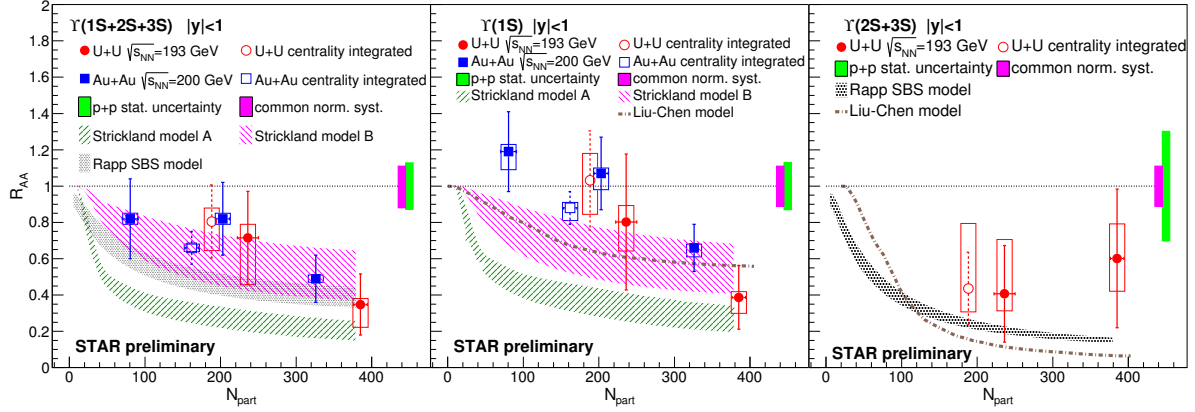 ϒ(1S+2S+3S) |y|<1
U+U √sNN=193 GeV
U+U centrality integrated
Au+Au √sNN=200 GeV
Au+Au centrality integrated
p+p stat. uncertainty
common norm. syst.
Strickland model A
Strickland model B
Rapp SBS model
STAR preliminary
RAA
2
1.8
1.6
1.4
1.2
1
0.8
0.6
0.4
0.2
0
0 100 200 300 400
Npart
ϒ(1S) |y|<1
U+U √sNN=193 GeV
U+U centrality integrated
Au+Au √sNN=200 GeV
Au+Au centrality integrated
p+p stat. uncertainty
common norm. syst.
Strickland model A
Strickland model B
Liu-Chen model
STAR preliminary
0 100 200 300 400
Npart
ϒ(2S+3S) |y|<1
U+U √sNN=193 GeV
U+U centrality integrated
p+p stat. uncertainty
common norm. syst.
Rapp SBS model
Liu-Chen model
STAR preliminary
0 100 200 300 400
Npart